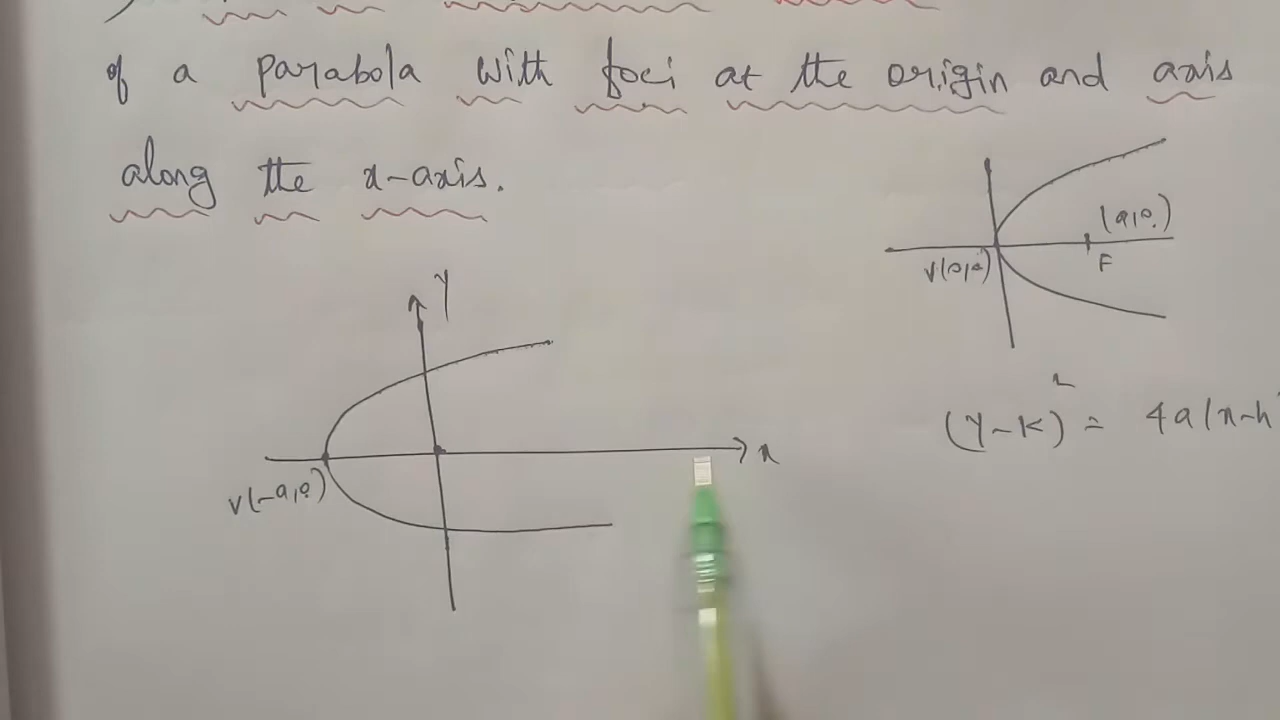 of a parabola with foci at the origin and axis
along the x-axis.
(a,0)
V(0,0)
F
Y
(y-k)² = 4a(x-h
x
V(-a,0)